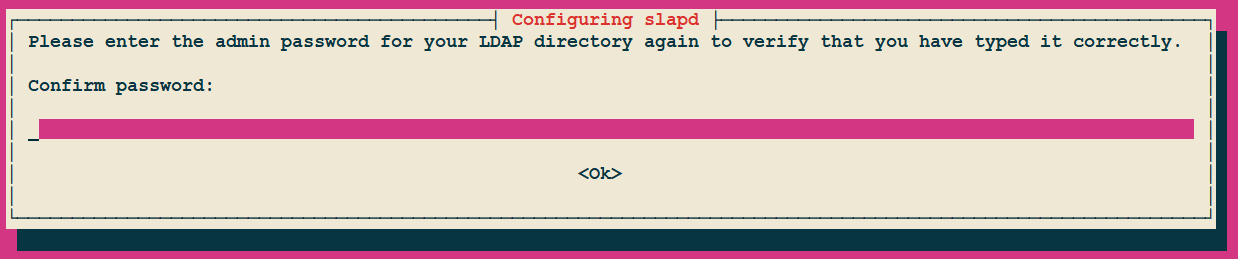 Configuring slapd
Please enter the admin password for your LDAP directory again to verify that you have typed it correctly.
Confirm password:
_
<Ok>